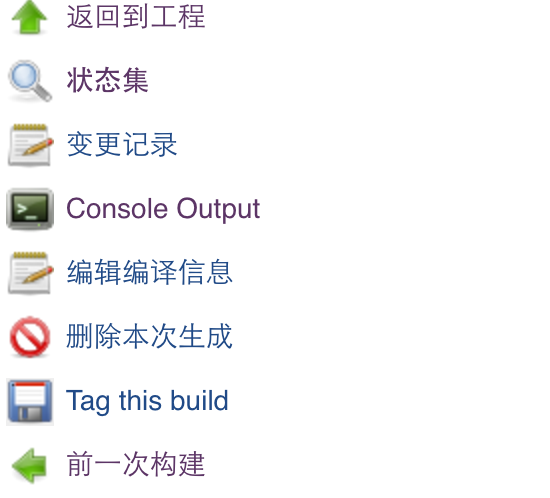 返回到工程
状态集
变更记录
Console Output
编辑编译信息
删除本次生成
Tag this build
前一次构建